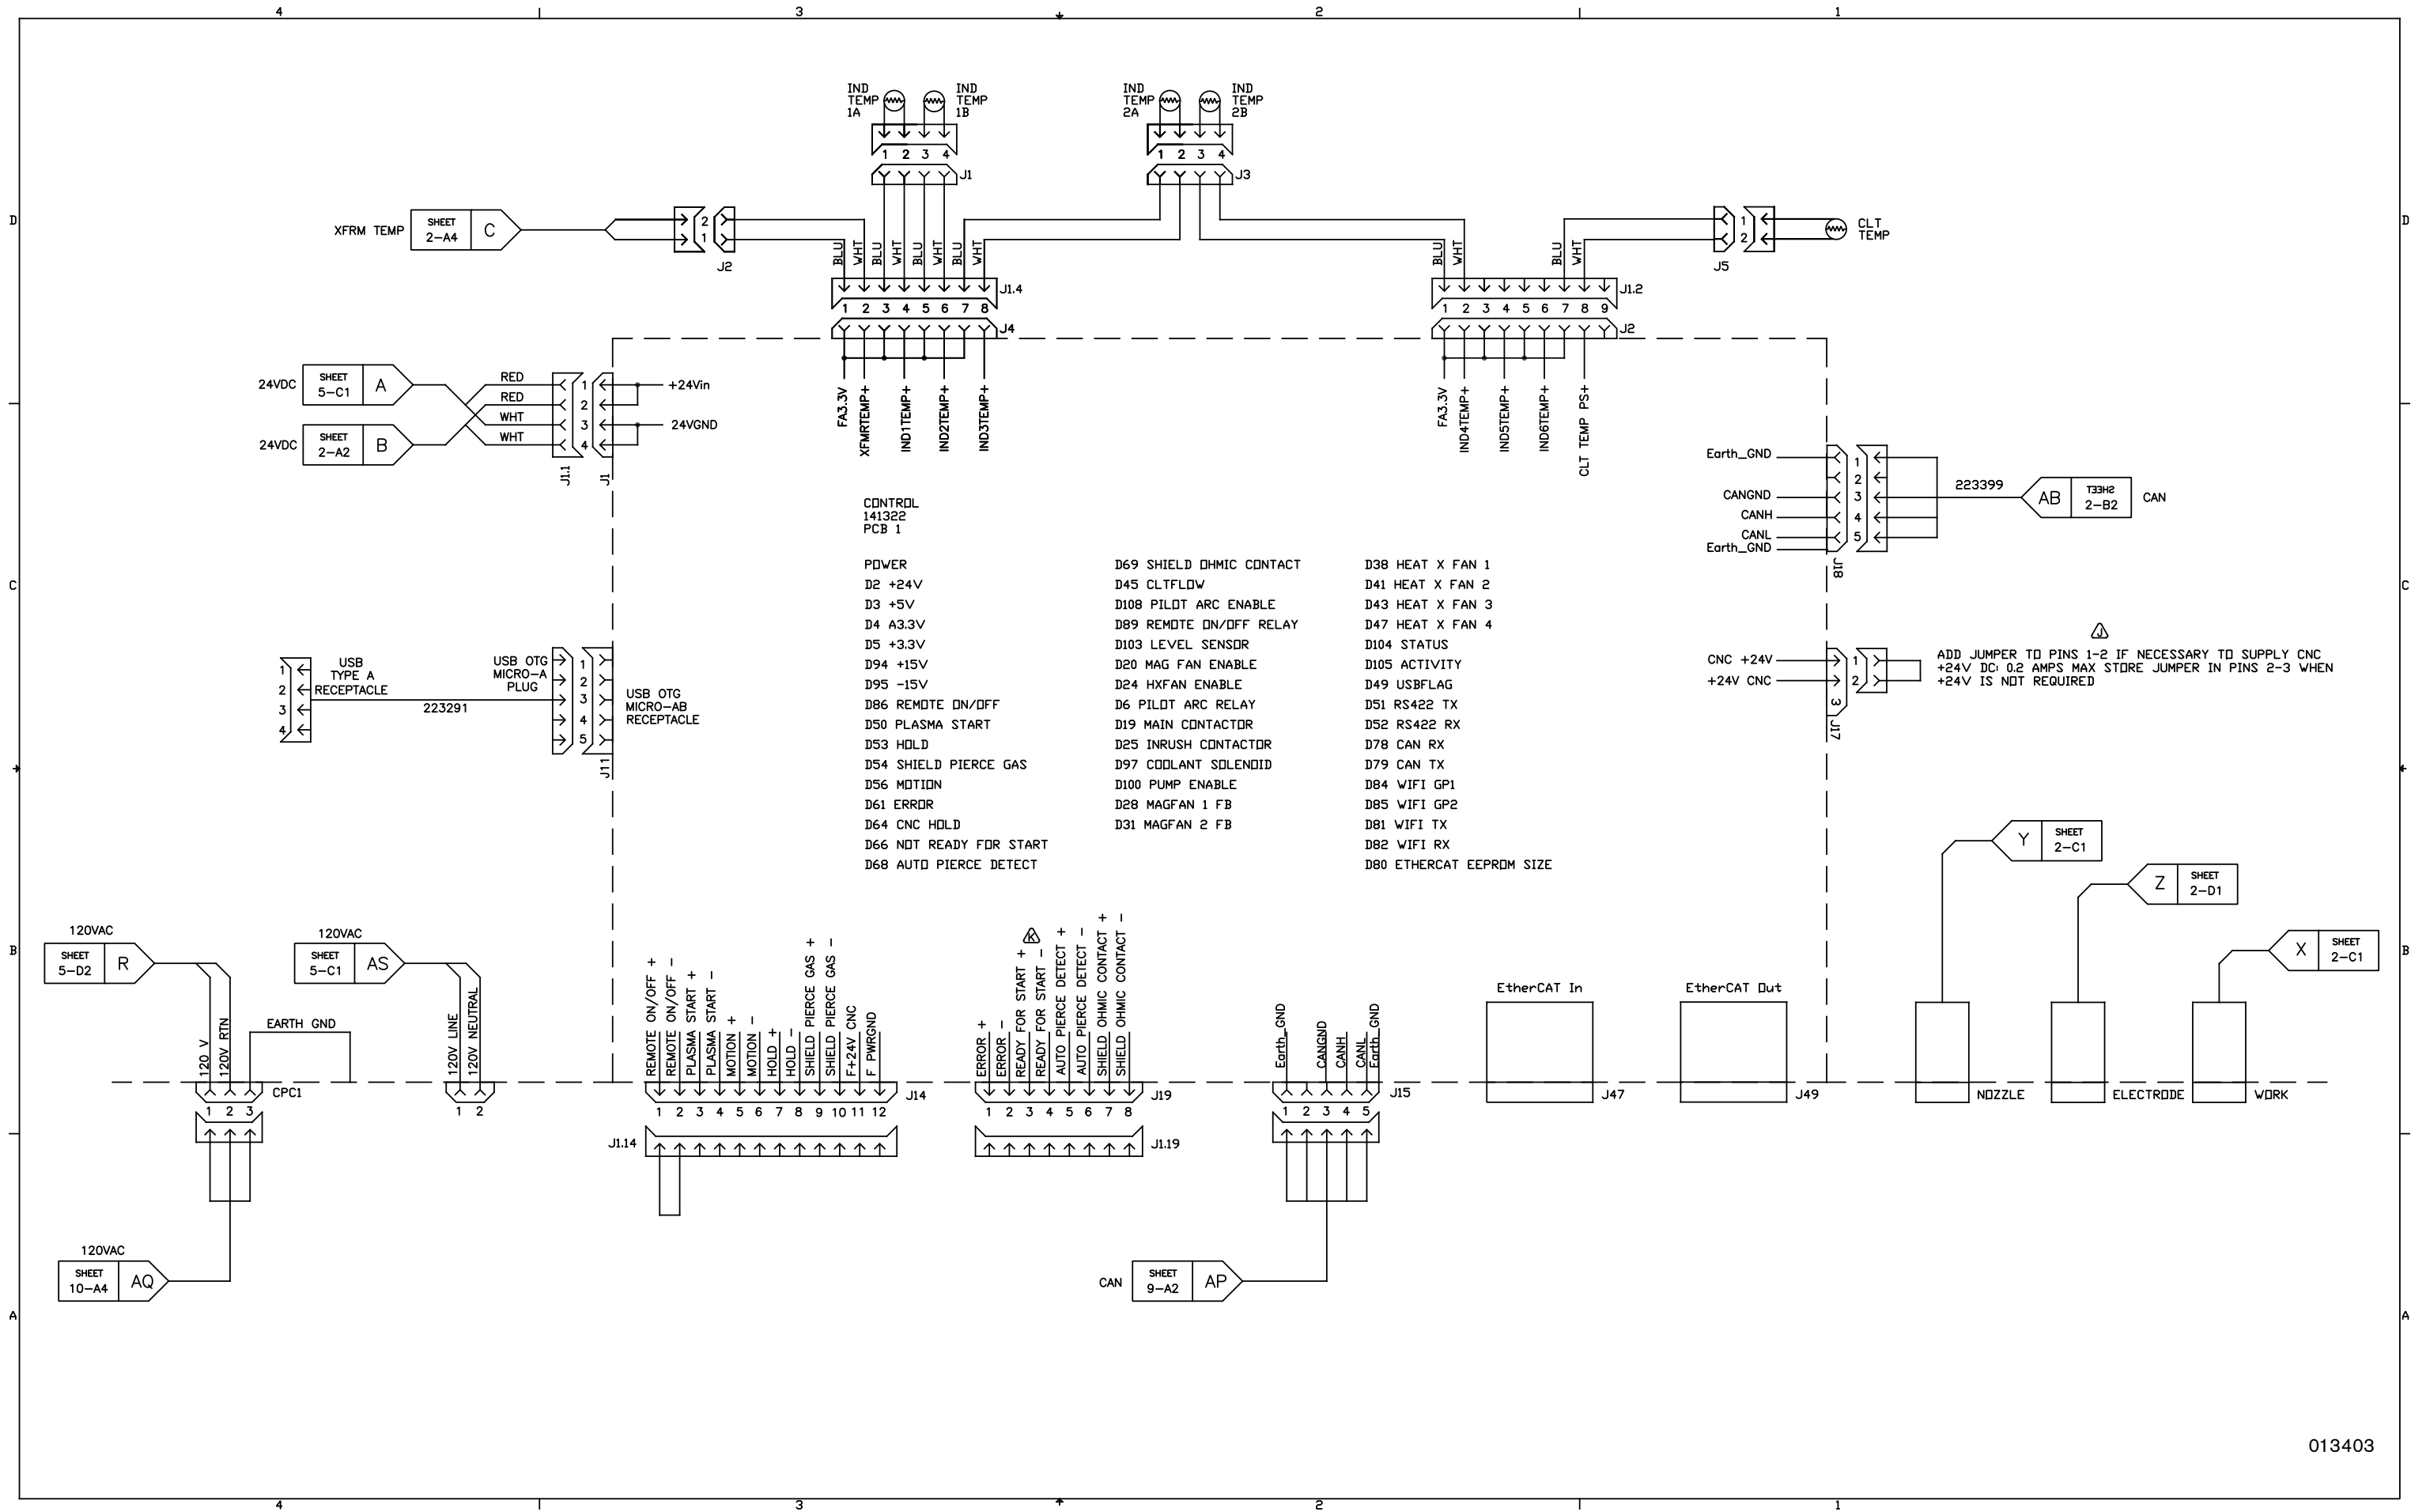 4
3
2
1
IND
TEMP
1A
IND
TEMP
1B
IND
TEMP
2A
IND
TEMP
2B
1 2 3 4
J1
1 2 3 4
J3
D
XFRM TEMP
SHEET
2-A4
C
2
1
J2
BLU
WHT
BLU
WHT
BLU
WHT
BLU
WHT
J1.4
1 2 3 4 5 6 7 8
J4
BLU
WHT
BLU
WHT
J1.2
1 2 3 4 5 6 7 8 9
J2
1
2
J5
CLT
TEMP
D
24VDC
SHEET
5-C1
A
RED
RED
WHT
WHT
24VDC
SHEET
2-A2
B
1
2
3
4
J1.1
J1
+24Vin
24VGND
FA3.3V
XFMRTEMP+
IND1TEMP+
IND2TEMP+
IND3TEMP+
FA3.3V
IND4TEMP+
IND5TEMP+
IND6TEMP+
CLT TEMP PS+
Earth_GND
CANGND
CANH
CANL
Earth_GND
1
2
3
4
5
J18
223399
AB
SHEET
2-B2
CAN
CONTROL
141322
PCB 1
C
POWER
D2 +24V
D3 +5V
D4 A3.3V
D5 +3.3V
D94 +15V
D95 -15V
D86 REMOTE ON/OFF
D50 PLASMA START
D53 HOLD
D54 SHIELD PIERCE GAS
D56 MOTION
D61 ERROR
D64 CNC HOLD
D66 NOT READY FOR START
D68 AUTO PIERCE DETECT
D69 SHIELD OHMIC CONTACT
D45 CLTFLOW
D108 PILOT ARC ENABLE
D89 REMOTE ON/OFF RELAY
D103 LEVEL SENSOR
D20 MAG FAN ENABLE
D24 HXFAN ENABLE
D6 PILOT ARC RELAY
D19 MAIN CONTACTOR
D25 INRUSH CONTACTOR
D97 COOLANT SOLENOID
D100 PUMP ENABLE
D28 MAGFAN 1 FB
D31 MAGFAN 2 FB
D38 HEAT X FAN 1
D41 HEAT X FAN 2
D43 HEAT X FAN 3
D47 HEAT X FAN 4
D104 STATUS
D105 ACTIVITY
D49 USBFLAG
D51 RS422 TX
D52 RS422 RX
D78 CAN RX
D79 CAN TX
D84 WIFI GP1
D85 WIFI GP2
D81 WIFI TX
D82 WIFI RX
D80 ETHERCAT EEPROM SIZE
C
1
2
3
4
USB
TYPE A
RECEPTACLE
223291
USB OTG
MICRO-A
PLUG
1
2
3
4
5
J11
USB OTG
MICRO-AB
RECEPTACLE
CNC +24V
+24V CNC
1
2
3
J17
J
ADD JUMPER TO PINS 1-2 IF NECESSARY TO SUPPLY CNC
+24V DC; 0.2 AMPS MAX STORE JUMPER IN PINS 2-3 WHEN
+24V IS NOT REQUIRED
Y
SHEET
2-C1
Z
SHEET
2-D1
X
SHEET
2-C1
B
B
120VAC
SHEET
5-D2
R
120VAC
SHEET
5-C1
AS
120 V
120V RTN
EARTH GND
120V LINE
120V NEUTRAL
CPC1
1 2 3
1 2
REMOTE ON/OFF +
REMOTE ON/OFF -
PLASMA START +
PLASMA START -
MOTION +
MOTION -
HOLD +
HOLD -
SHIELD PIERCE GAS +
SHIELD PIERCE GAS -
F+24V CNC
F PWRGND
J14
1 2 3 4 5 6 7 8 9 10 11 12
J1.14
K
ERROR +
ERROR -
READY FOR START +
READY FOR START -
AUTO PIERCE DETECT +
AUTO PIERCE DETECT -
SHIELD OHMIC CONTACT +
SHIELD OHMIC CONTACT -
J19
1 2 3 4 5 6 7 8
J1.19
Earth_GND
CANGND
CANH
CANL
Earth_GND
J15
1 2 3 4 5
EtherCAT In
J47
EtherCAT Out
J49
NOZZLE
ELECTRODE
WORK
120VAC
SHEET
10-A4
AQ
CAN
SHEET
9-A2
AP
A
A
013403
4
3
2
1